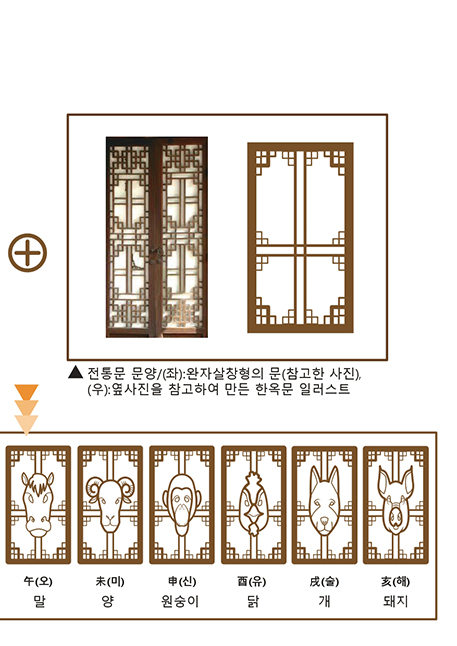 ▲ 전통문 문양/(좌):완자살창형의 문(참고한 사진),
(우):옆사진을 참고하여 만든 한옥문 일러스트
午(오) 未(미) 申(신) 酉(유) 戌(술) 亥(해)
말 양 원숭이 닭 개 돼지